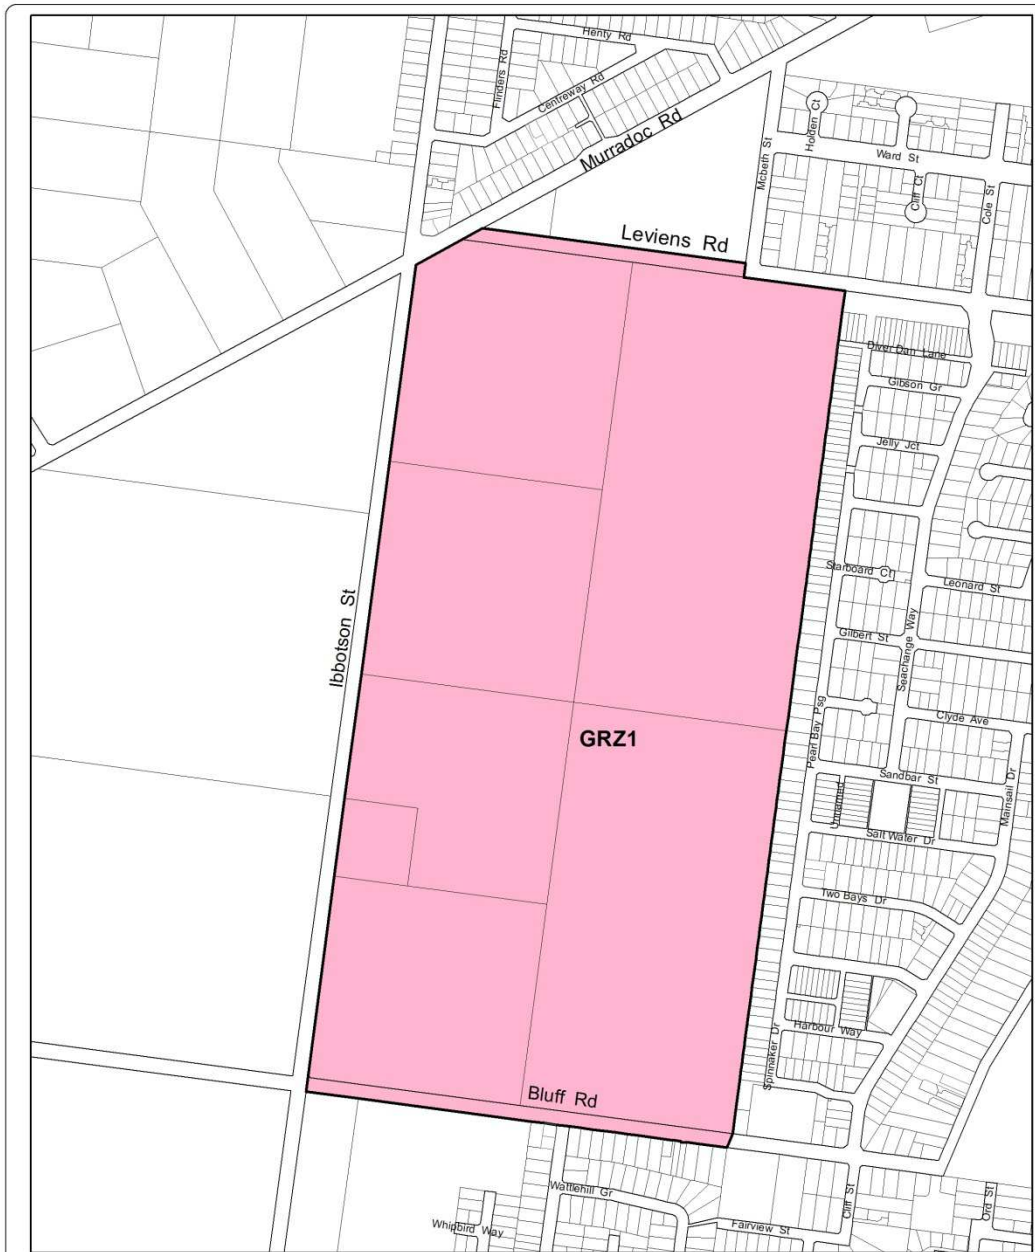 Henty Rd
Flinders Rd
Centreway Rd
Murradoc Rd
Mcbeth St
Holden Ct
Ward St
Cliff Ct
Cole St
Leviens Rd
Diver Dan Lane
Gibson Gr
Jelly Jct
Starboard Ct
Leonard St
Ibbotson St
Gilbert St
Seachange Way
Pearl Bay Psg
Clyde Ave
GRZ1
Sandbar St
Mainsail Dr
Unnamed
Salt Water Dr
Two Bays Dr
Harbour Way
Spinnaker Dr
Bluff Rd
Wattlehill Gr
Cliff St
Ord St
Whipbird Way
Fairview St